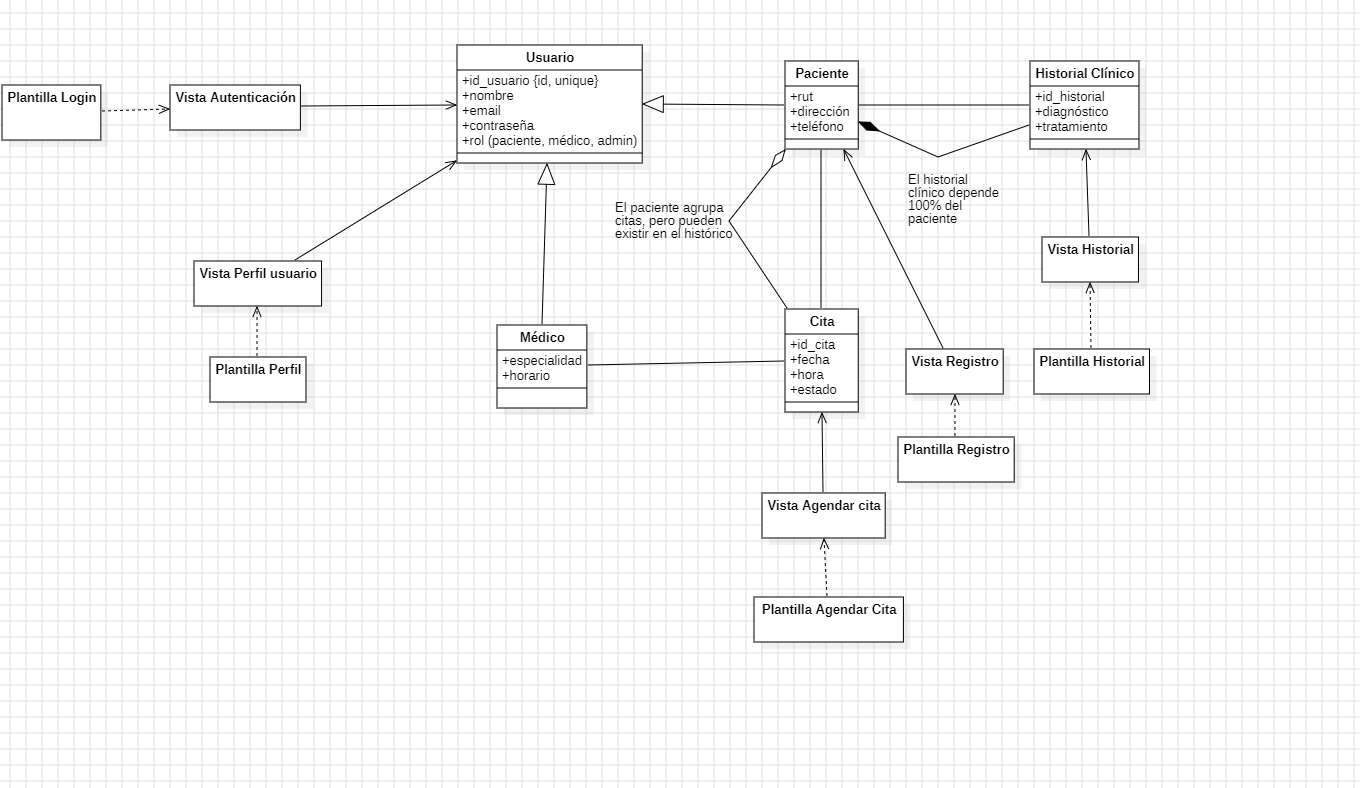 Usuario
+id_usuario {id, unique}
+nombre
+email
+contraseña
+rol (paciente, médico, admin)
Paciente
+rut
+dirección
+teléfono
Historial Clínico
+id_historial
+diagnóstico
+tratamiento
Plantilla Login
Vista Autenticación
El historial
clínico depende
100% del
paciente
El paciente agrupa
citas, pero pueden
existir en el histórico
Vista Historial
Vista Perfil usuario
Médico
+especialidad
+horario
Cita
+id_cita
+fecha
+hora
+estado
Vista Registro
Plantilla Historial
Plantilla Perfil
Plantilla Registro
Vista Agendar cita
Plantilla Agendar Cita